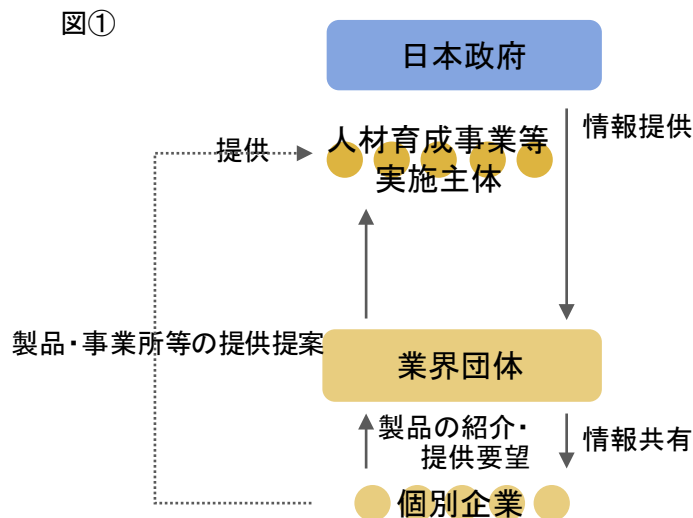 図①
日本政府
情報提供
提供
人材育成事業等
実施主体
製品・事業所等の提供提案
業界団体
製品の紹介・
提供要望
情報共有
個別企業